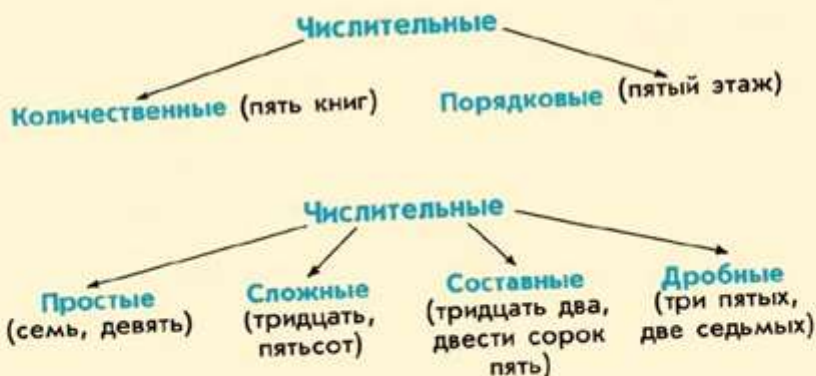 Числительные
Количественные (пять книг)
Порядковые (пятый этаж)
Числительные
Простые
(семь, девять)
Сложные
(тридцать,
пятьсот)
Составные
(тридцать два,
двести сорок
пять)
Дробные
(три пятых,
две седьмых)